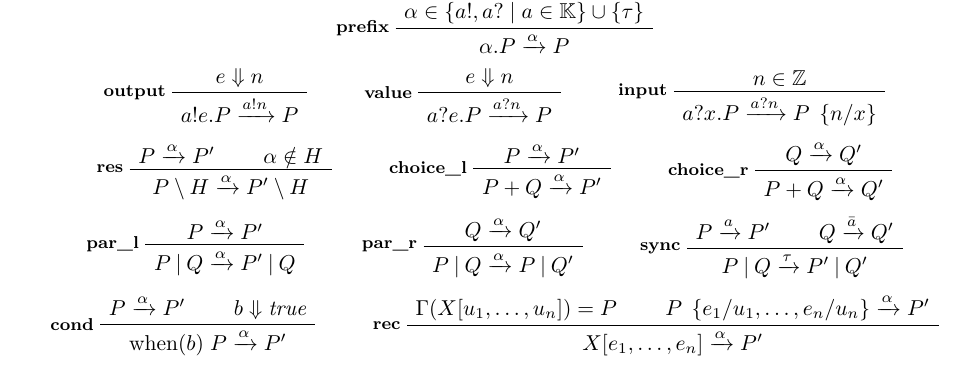 prefix α ∈ {a!, a? | a ∈ 𝕂} ∪ {τ}
α.P —α→ P
output e ⇓ n value e ⇓ n input n ∈ ℤ
a!e.P —a!n→ P a?e.P —a?n→ P a?x.P —a?n→ P {n/x}
res P —α→ P′ α ∉ H choice_l P —α→ P′ choice_r Q —α→ Q′
P \ H —α→ P′ \ H P + Q —α→ P′ P + Q —α→ Q′
par_l P —α→ P′ par_r Q —α→ Q′ sync P —a→ P′ Q —ā→ Q′
P | Q —α→ P′ | Q P | Q —α→ P | Q′ P | Q —τ→ P′ | Q′
cond P —α→ P′ b ⇓ true rec Γ(X[u₁, . . . , uₙ]) = P P {e₁/u₁, . . . , eₙ/uₙ} —α→ P′
when(b) P —α→ P′ X[e₁, . . . , eₙ] —α→ P′